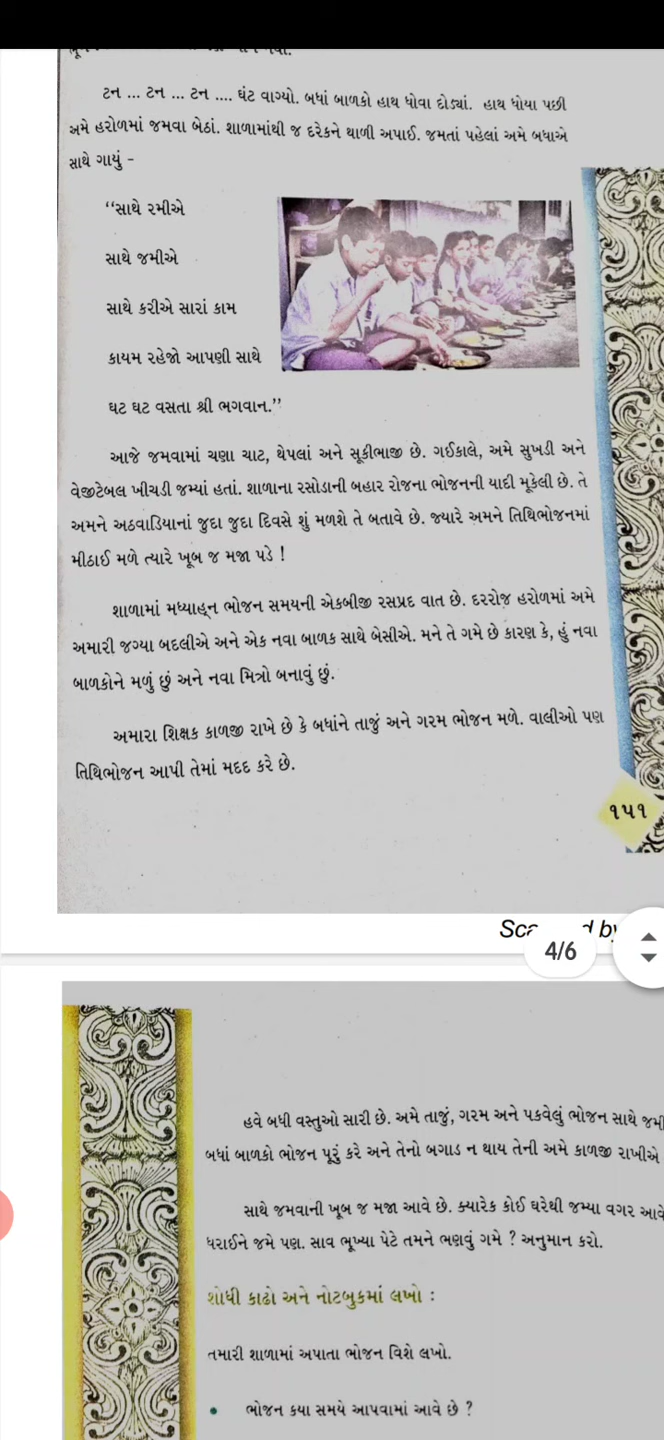 ટન ... ટન ... ટન .... ઘંટ વાગ્યો. બધાં બાળકો હાથ ધોવા દોડ્યાં. હાથ ધોયા પછી
અમે હરોળમાં જમવા બેઠાં. શાળામાંથી જ દરેકને થાળી અપાઈ. જમતાં પહેલાં અમે બધાએ
સાથે ગાયું -
“સાથે રમીએ
સાથે જમીએ
સાથે કરીએ સારાં કામ
કાયમ રહેજો આપણી સાથે
ઘટ ઘટ વસતા શ્રી ભગવાન.”
આજે જમવામાં ચણા ચાટ, થેપલાં અને સૂકીભાજી છે. ગઈકાલે, અમે સુખડી અને
વેજીટેબલ ખીચડી જમ્યાં હતાં. શાળાના રસોડાની બહાર રોજના ભોજનની યાદી મૂકેલી છે. તે
અમને અઠવાડિયાનાં જુદા જુદા દિવસે શું મળશે તે બતાવે છે. જ્યારે અમને તિથિભોજનમાં
મીઠાઈ મળે ત્યારે ખૂબ જ મજા પડે !
શાળામાં મધ્યાહ્ન ભોજન સમયની એકબીજી રસપ્રદ વાત છે. દરરોજ હરોળમાં અમે
અમારી જગ્યા બદલીએ અને એક નવા બાળક સાથે બેસીએ. મને તે ગમે છે કારણ કે, હું નવા
બાળકોને મળું છું અને નવા મિત્રો બનાવું છું.
અમારા શિક્ષક કાળજી રાખે છે કે બધાંને તાજું અને ગરમ ભોજન મળે. વાલીઓ પણ
તિથિભોજન આપી તેમાં મદદ કરે છે.
૧૫૧
4/6
હવે બધી વસ્તુઓ સારી છે. અમે તાજું, ગરમ અને પકવેલું ભોજન સાથે
બધાં બાળકો ભોજન પૂરું કરે અને તેનો બગાડ ન થાય તેની અમે કાળજી રાખીએ
સાથે જમવાની ખૂબ જ મજા આવે છે. ક્યારેક કોઈ ઘરેથી જમ્યા વગર
ધરાઈને જમે પણ. સાવ ભૂખ્યા પેટે તમને ભણવું ગમે ? અનુમાન કરો.
શોધી કાઢો અને નોટબુકમાં લખો :
તમારી શાળામાં અપાતા ભોજન વિશે લખો.
• ભોજન કયા સમયે આપવામાં આવે છે ?